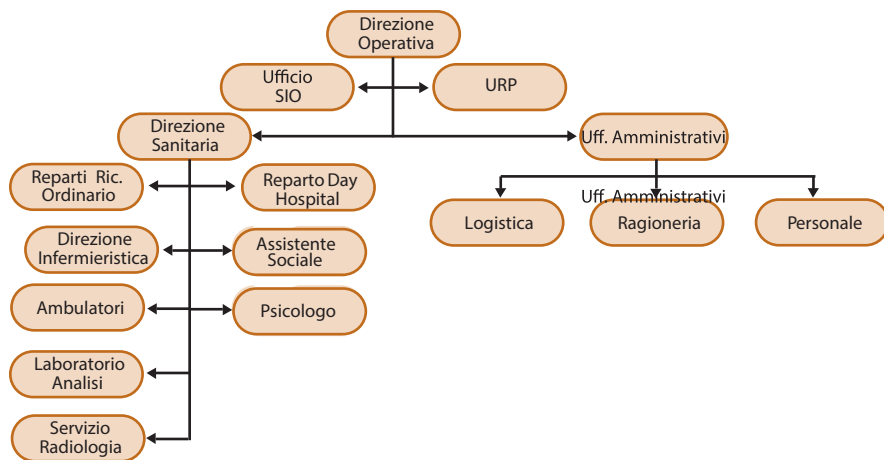 Direzione
Operativa
Ufficio
SIO
URP
Direzione
Sanitaria
Uff. Amministrativi
Reparti Ric.
Ordinario
Reparto Day
Hospital
Uff. Amministrativi
Logistica
Ragioneria
Personale
Direzione
Infermieristica
Assistente
Sociale
Ambulatori
Psicologo
Laboratorio
Analisi
Servizio
Radiologia